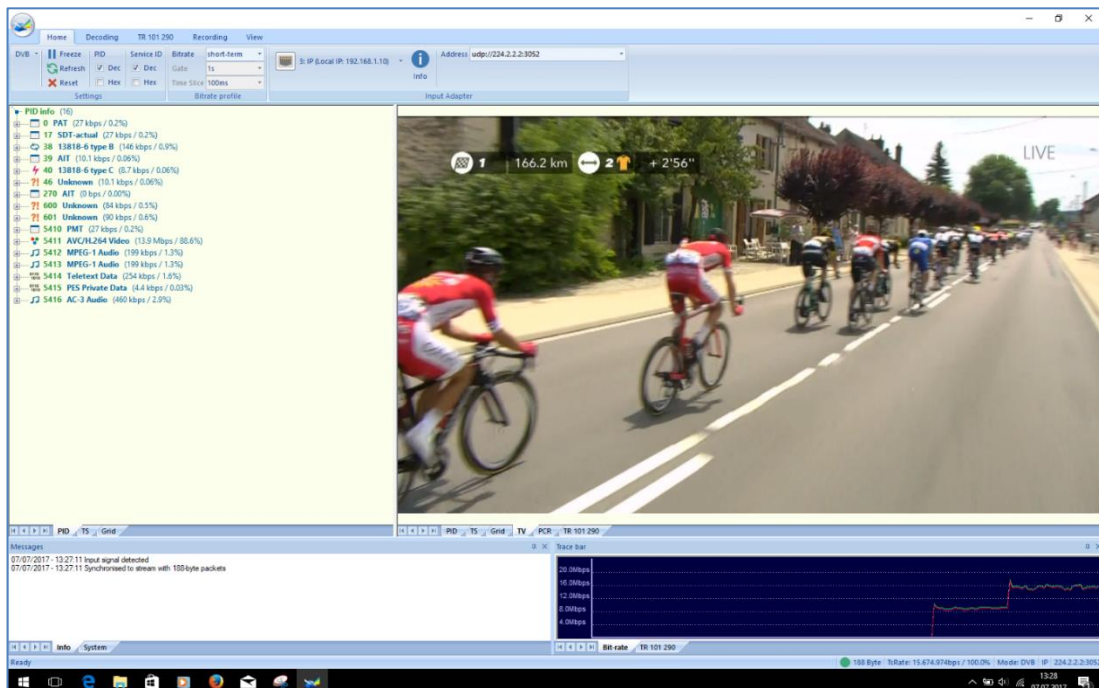 Home Decoding TR 101 290 Recording View
DVB Freeze PID Service ID Bitrate short-term 3: IP (Local IP: 192.168.1.10) Address udp://224.2.2.2:3052
Refresh Dec Dec Gate 1s
Reset Hex Hex Time Slice 100ms Info
Settings Bitrate profile Input Adapter
PID info (16)
0 PAT (27 kbps / 0.2%)
17 SDT-actual (27 kbps / 0.2%)
38 13818-6 type B (146 kbps / 0.9%)
39 AIT (10.1 kbps / 0.06%)
40 13818-6 type C (8.7 kbps / 0.06%)
46 Unknown (10.1 kbps / 0.06%)
270 AIT (0 bps / 0.00%)
600 Unknown (84 kbps / 0.5%)
601 Unknown (90 kbps / 0.6%)
5410 PMT (27 kbps / 0.2%)
5411 AVC/H.264 Video (13.9 Mbps / 88.6%)
5412 MPEG-1 Audio (199 kbps / 1.3%)
5413 MPEG-1 Audio (199 kbps / 1.3%)
5414 Teletext Data (254 kbps / 1.6%)
5415 PES Private Data (4.4 kbps / 0.03%)
5416 AC-3 Audio (460 kbps / 2.9%)
1 166.2 km 2 + 2'56''
LIVE
PID TS Grid
PID TS Grid TV PCR TR 101 290
Messages
07/07/2017 - 13:27:11 Input signal detected
07/07/2017 - 13:27:11 Synchronised to stream with 188-byte packets
Info System
Trace bar
20.0Mbps
16.0Mbps
12.0Mbps
8.0Mbps
4.0Mbps
Bit-rate TR 101 290
Ready 188 Byte TsRate: 15.674.974bps / 100.0% Mode: DVB IP 224.2.2.2:3052
13:28
07.07.2017